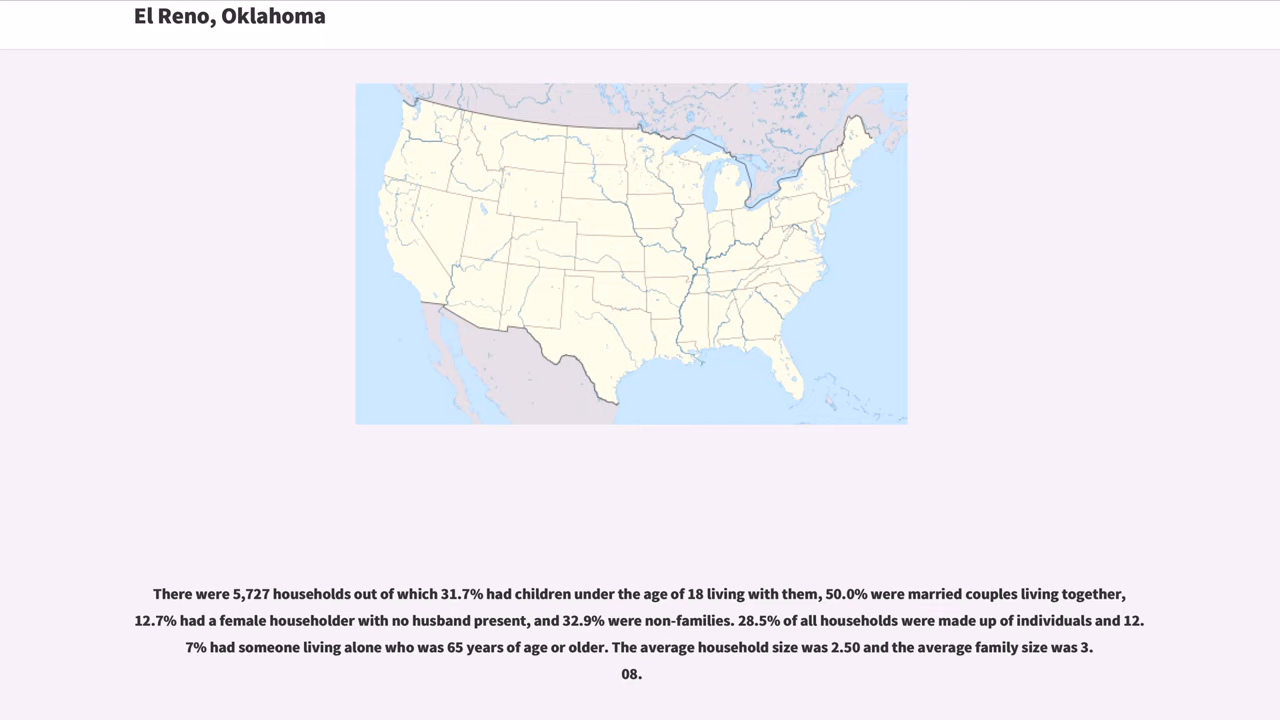 El Reno, Oklahoma
There were 5,727 households out of which 31.7% had children under the age of 18 living with them, 50.0% were married couples living together,
12.7% had a female householder with no husband present, and 32.9% were non-families. 28.5% of all households were made up of individuals and 12.
7% had someone living alone who was 65 years of age or older. The average household size was 2.50 and the average family size was 3.
08.